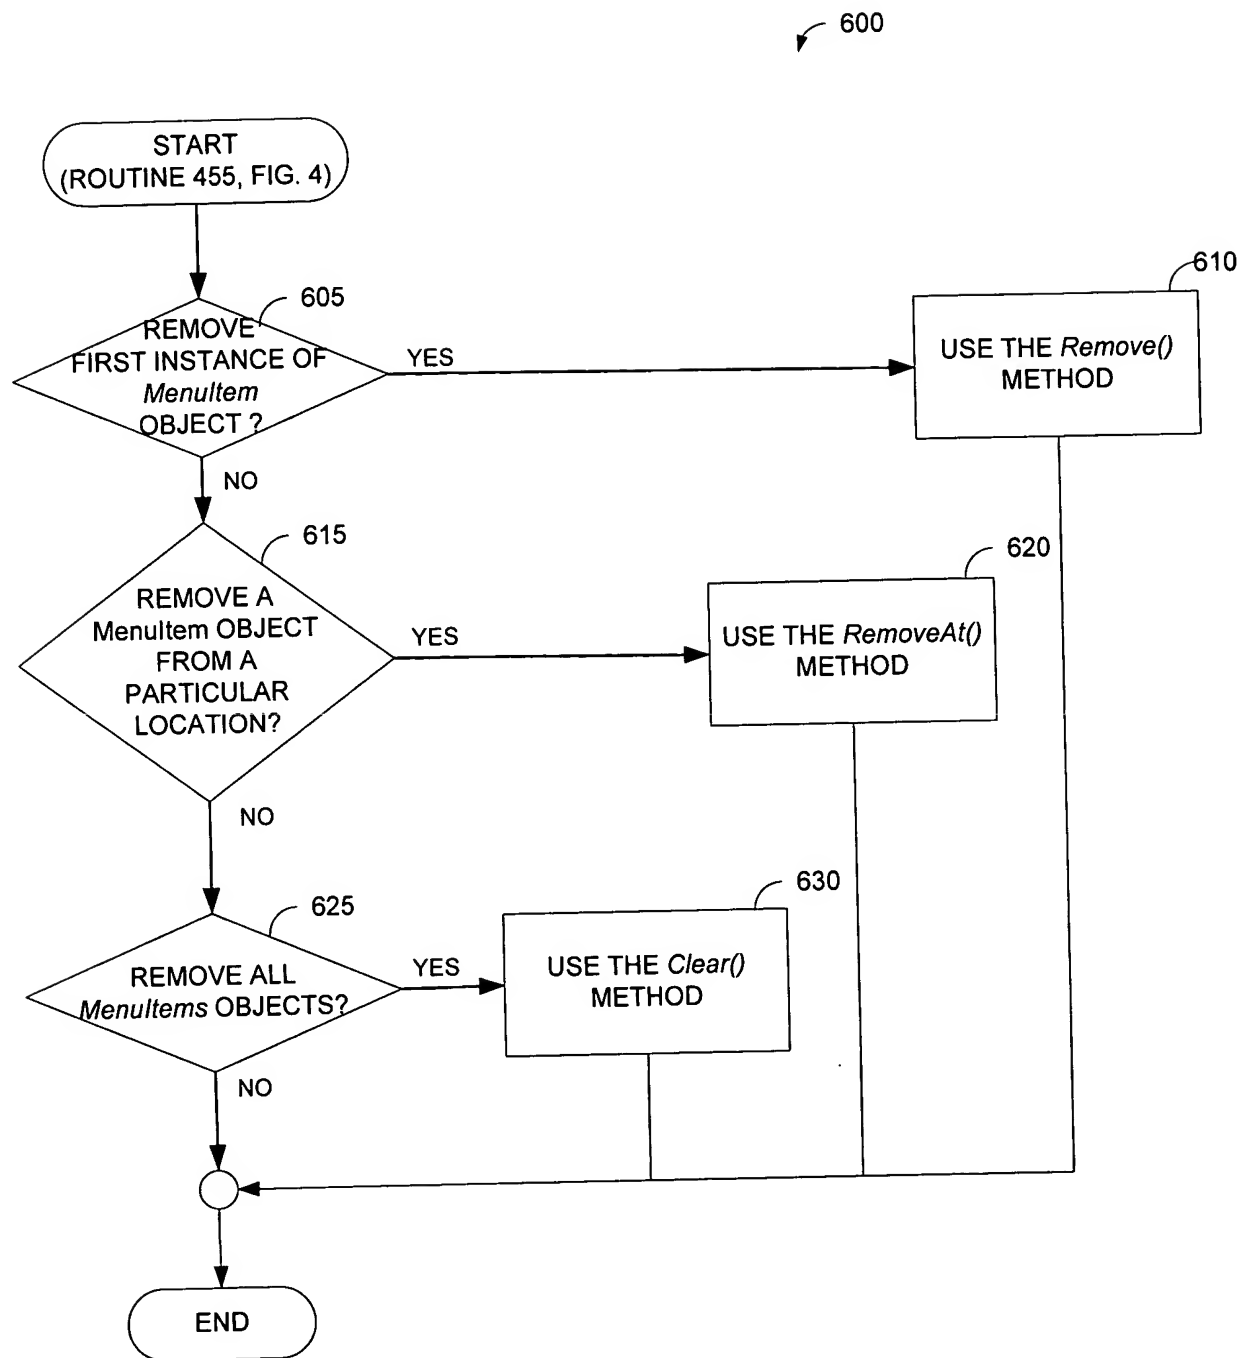 600
START
(ROUTINE 455, FIG. 4)
605
REMOVE
FIRST INSTANCE OF
MenuItem
OBJECT ?
YES
610
USE THE Remove()
METHOD
NO
615
REMOVE A
MenuItem OBJECT
FROM A
PARTICULAR
LOCATION?
YES
620
USE THE RemoveAt()
METHOD
NO
625
REMOVE ALL
MenuItems OBJECTS?
YES
630
USE THE Clear()
METHOD
NO
END